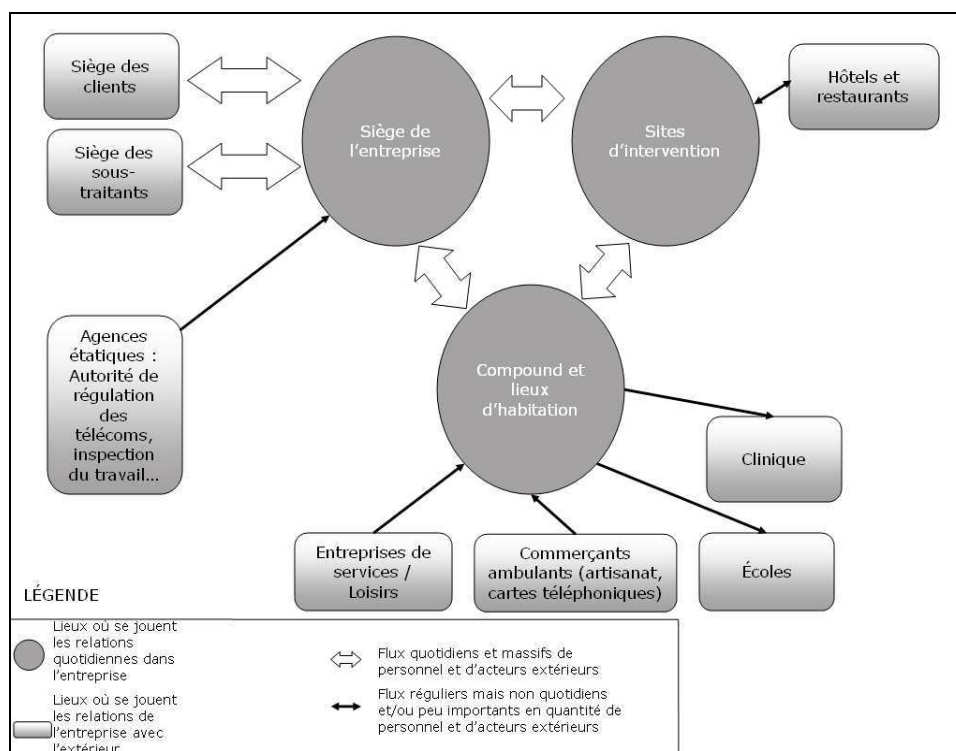 Siège des
clients
Siège des
sous-
traitants
Siège de
l'entreprise
Sites
d'intervention
Hôtels et
restaurants
Agences
étatiques :
Autorité de
régulation
des
télécoms,
inspection
du travail...
Compound et
lieux
d'habitation
Clinique
Entreprises de
services /
Loisirs
Commerçants
ambulants (artisanat,
cartes téléphoniques)
Écoles
LÉGENDE
Lieux où se jouent
les relations
quotidiennes dans
l'entreprise
Lieux où se jouent
les relations de
l'entreprise avec
l'extérieur
Flux quotidiens et massifs de
personnel et d'acteurs extérieurs
Flux réguliers mais non quotidiens
et/ou peu importants en quantité de
personnel et d'acteurs extérieurs